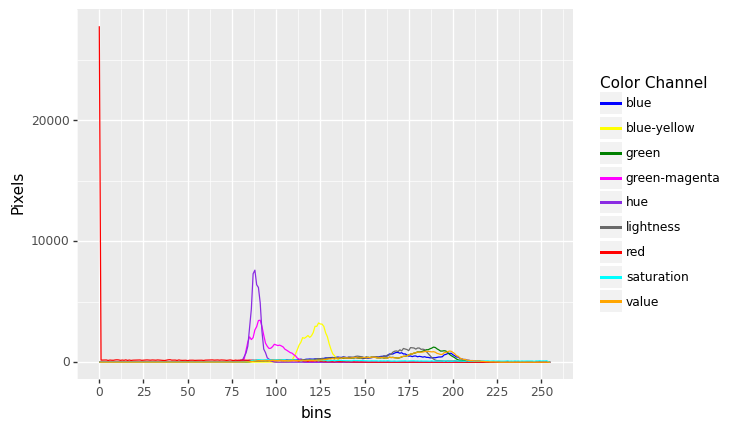 20000
10000
0
Pixels
0 25 50 75 100 125 150 175 200 225 250
bins
Color Channel
blue
blue-yellow
green
green-magenta
hue
lightness
red
saturation
value